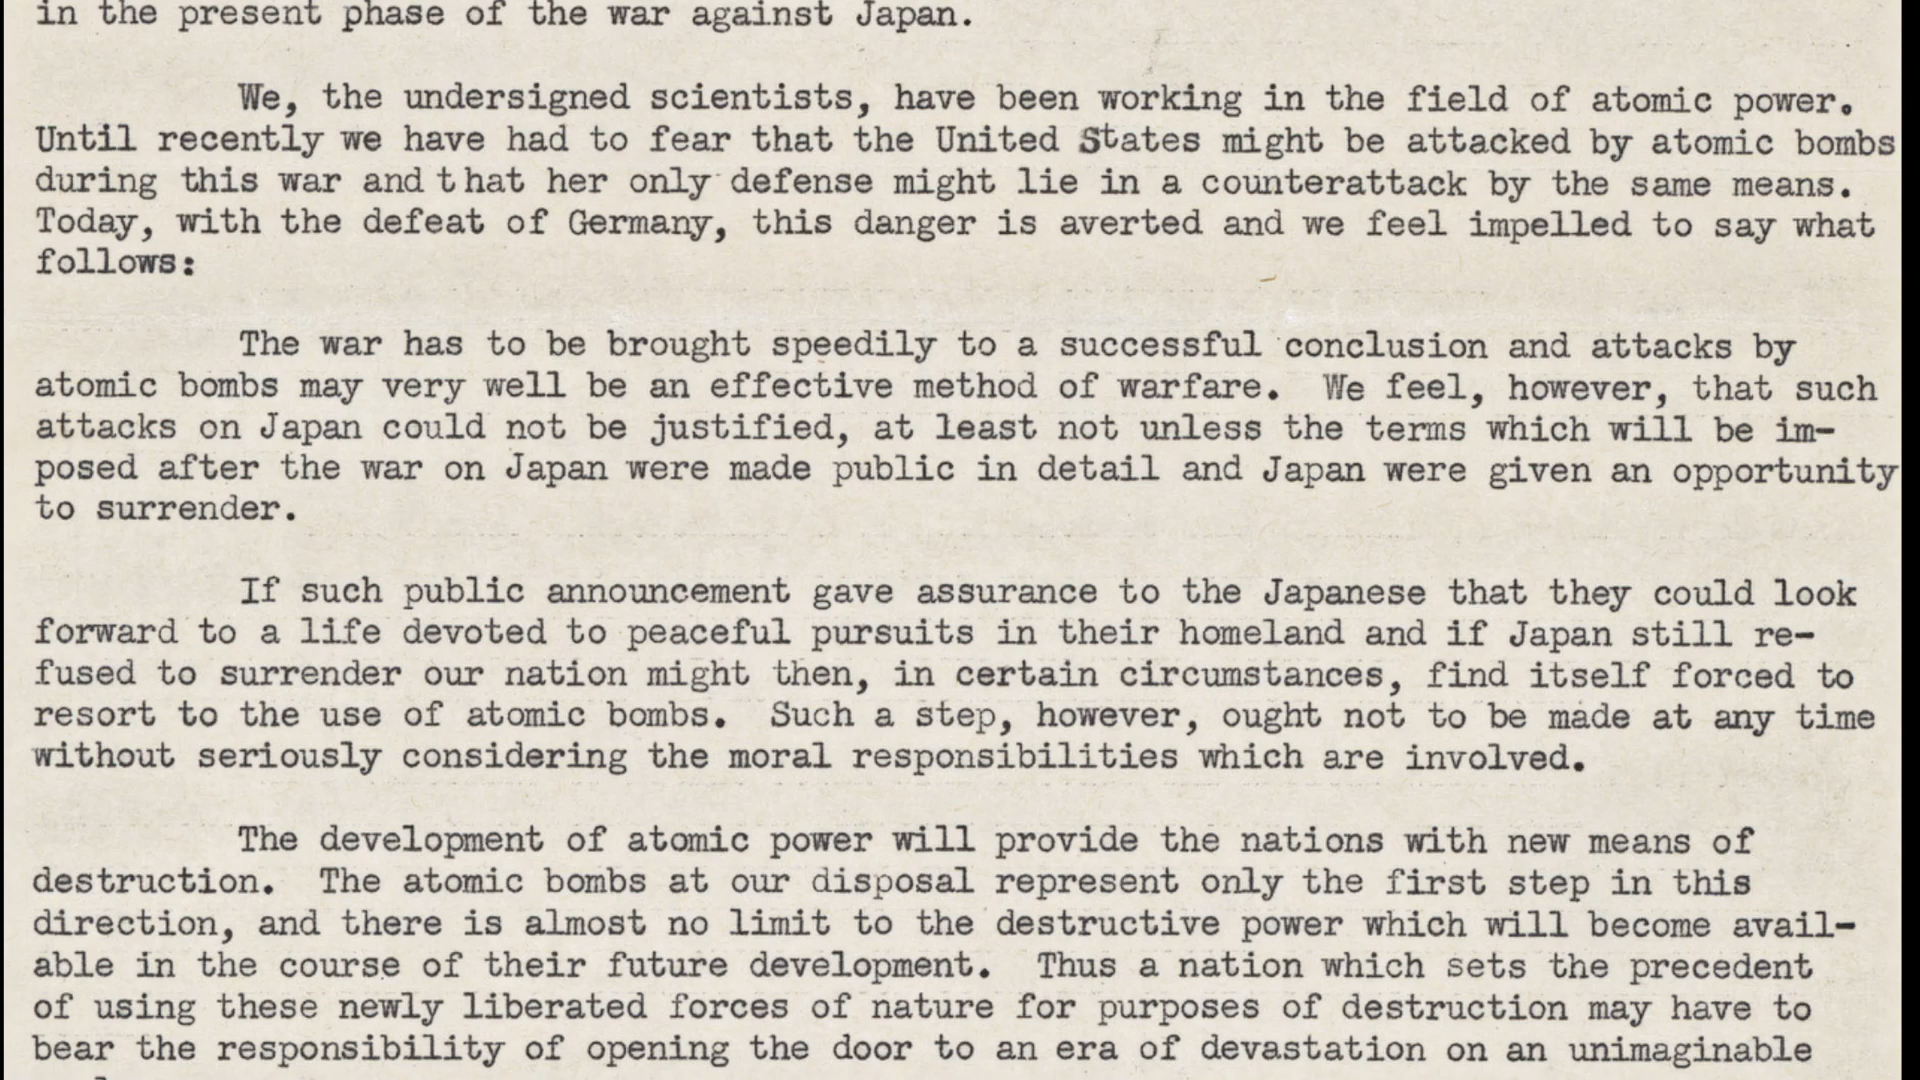 in the present phase of the war against Japan.
We, the undersigned scientists, have been working in the field of atomic power.
Until recently we have had to fear that the United States might be attacked by atomic bombs
during this war and that her only defense might lie in a counterattack by the same means.
Today, with the defeat of Germany, this danger is averted and we feel impelled to say what
follows:
The war has to be brought speedily to a successful conclusion and attacks by
atomic bombs may very well be an effective method of warfare. We feel, however, that such
attacks on Japan could not be justified, at least not unless the terms which will be im-
posed after the war on Japan were made public in detail and Japan were given an opportunity
to surrender.
If such public announcement gave assurance to the Japanese that they could look
forward to a life devoted to peaceful pursuits in their homeland and if Japan still re-
fused to surrender our nation might then, in certain circumstances, find itself forced to
resort to the use of atomic bombs. Such a step, however, ought not to be made at any time
without seriously considering the moral responsibilities which are involved.
The development of atomic power will provide the nations with new means of
destruction. The atomic bombs at our disposal represent only the first step in this
direction, and there is almost no limit to the destructive power which will become avail-
able in the course of their future development. Thus a nation which sets the precedent
of using these newly liberated forces of nature for purposes of destruction may have to
bear the responsibility of opening the door to an era of devastation on an unimaginable